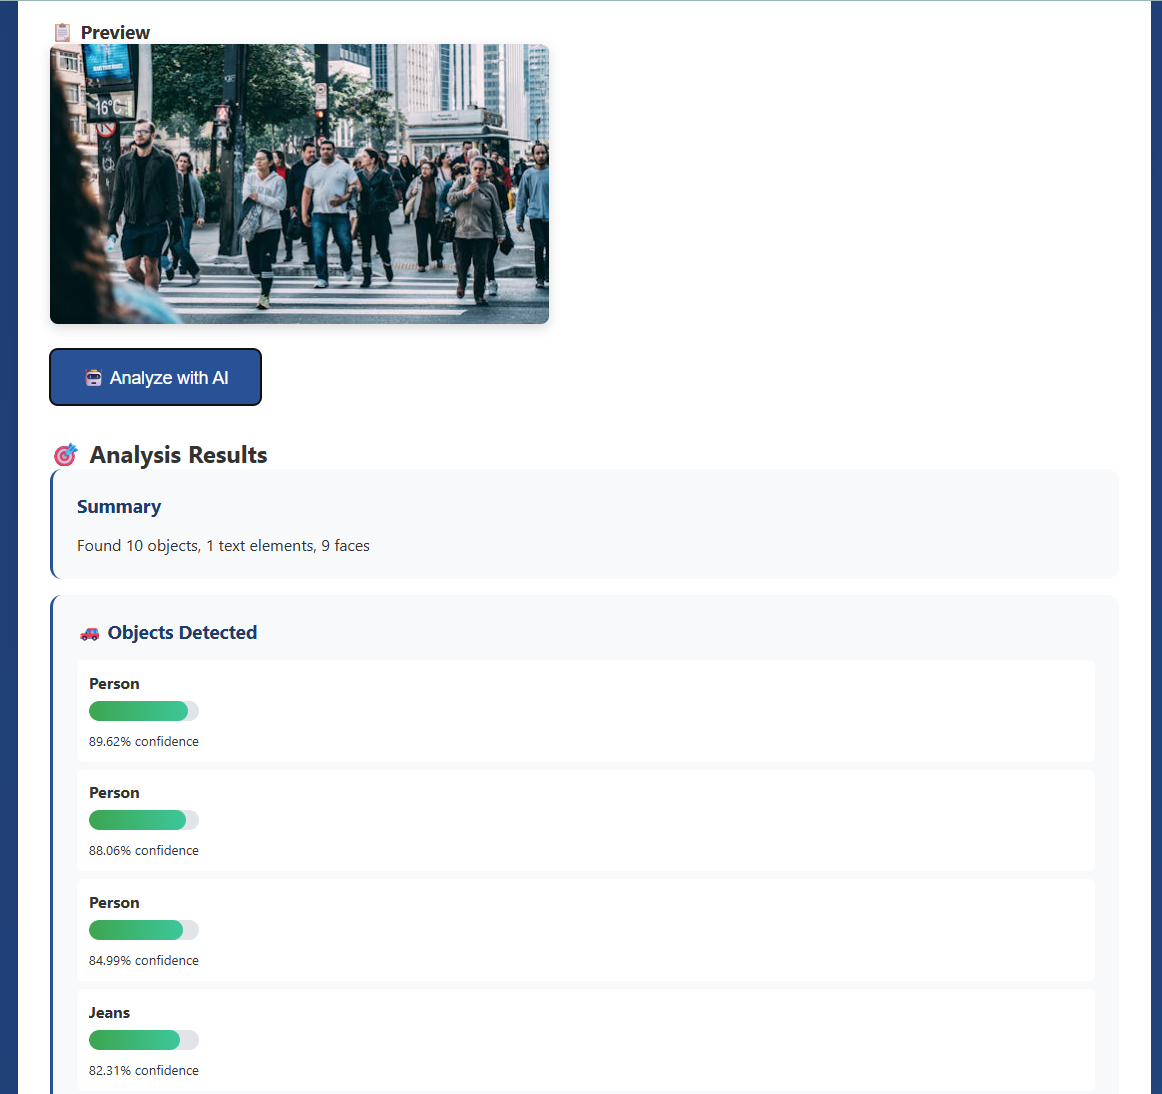 Preview
16°C
Analyze with AI
Analysis Results
Summary
Found 10 objects, 1 text elements, 9 faces
Objects Detected
Person
89.62% confidence
Person
88.06% confidence
Person
84.99% confidence
Jeans
82.31% confidence